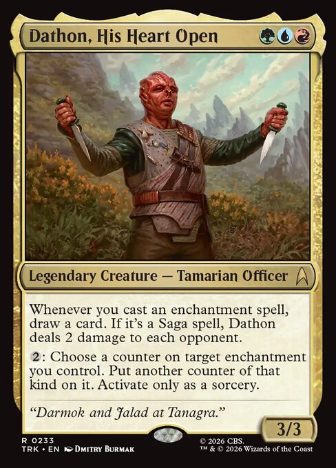 Dathon, His Heart Open
Legendary Creature — Tamarian Officer
Whenever you cast an enchantment spell,
draw a card. If it's a Saga spell, Dathon
deals 2 damage to each opponent.
2: Choose a counter on target enchantment
you control. Put another counter of that
kind on it. Activate only as a sorcery.
"Darmok and Jalad at Tanagra."
3/3
R 0233
TRK • EN Dmitry Burmak
© 2026 CBS.
™ & © 2026 Wizards of the Coast